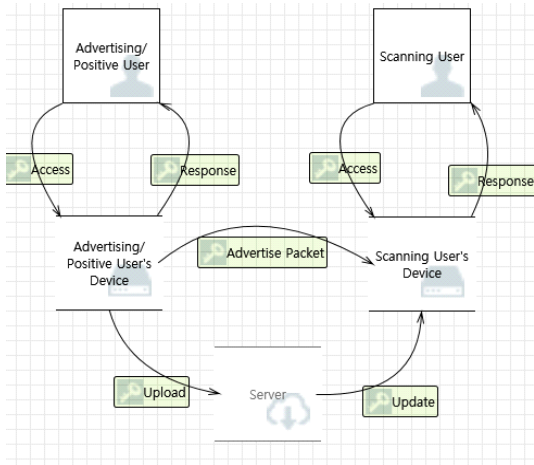 Advertising/
Positive User
Scanning User
Access
Response
Access
Response
Advertising/
Positive User's
Device
Advertise Packet
Scanning User's
Device
Upload
Server
Update